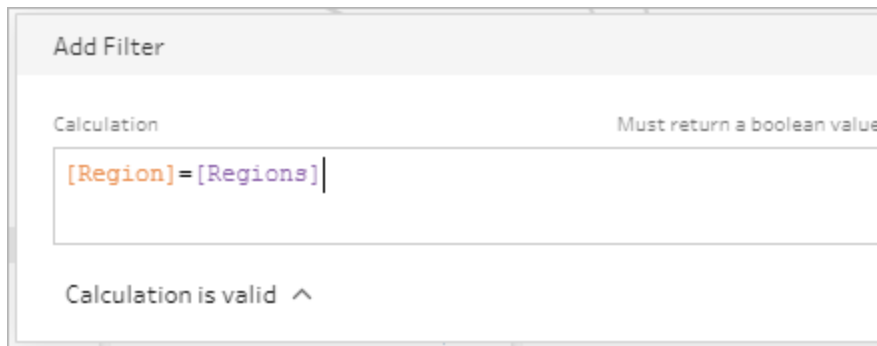 Add Filter
Calculation
Must return a boolean value
[Region]=[Regions]
Calculation is valid